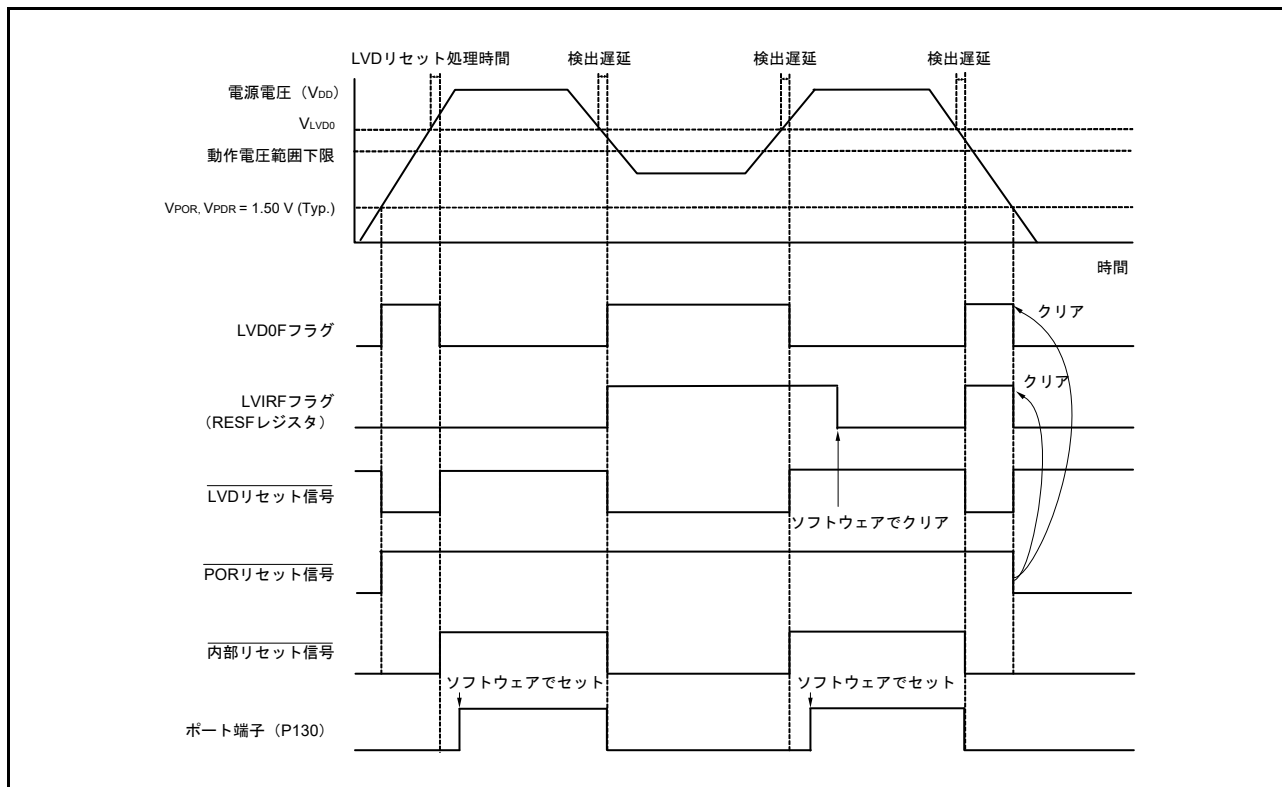 LVDリセット処理時間 検出遅延 検出遅延 検出遅延
電源電圧（VDD）
VLVD0
動作電圧範囲下限
VPOR, VPDR = 1.50 V (Typ.)
時間
クリア
LVD0Fフラグ
クリア
LVIRFフラグ
（RESFレジスタ）
LVDリセット信号
ソフトウェアでクリア
PORリセット信号
内部リセット信号
ソフトウェアでセット ソフトウェアでセット
ポート端子（P130）